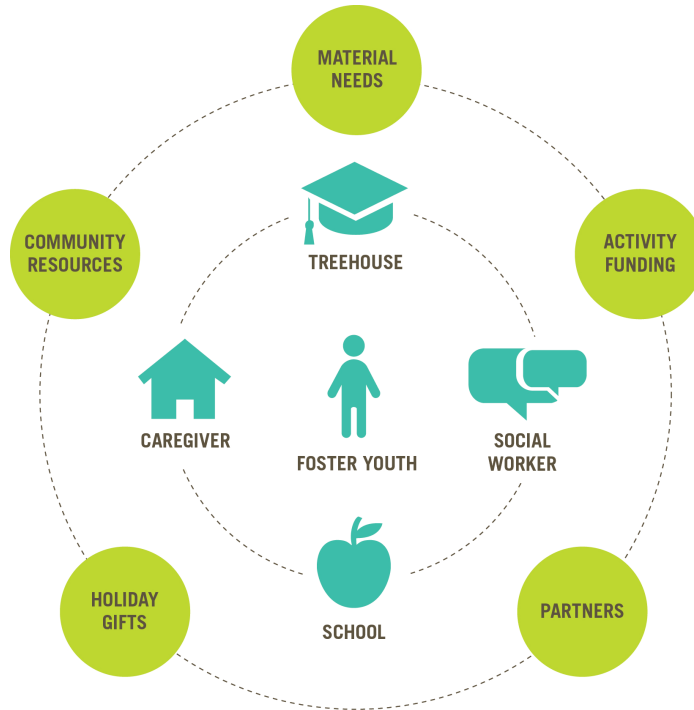 MATERIAL
NEEDS
COMMUNITY
RESOURCES
ACTIVITY
FUNDING
TREEHOUSE
CAREGIVER
FOSTER YOUTH
SOCIAL
WORKER
HOLIDAY
GIFTS
SCHOOL
PARTNERS